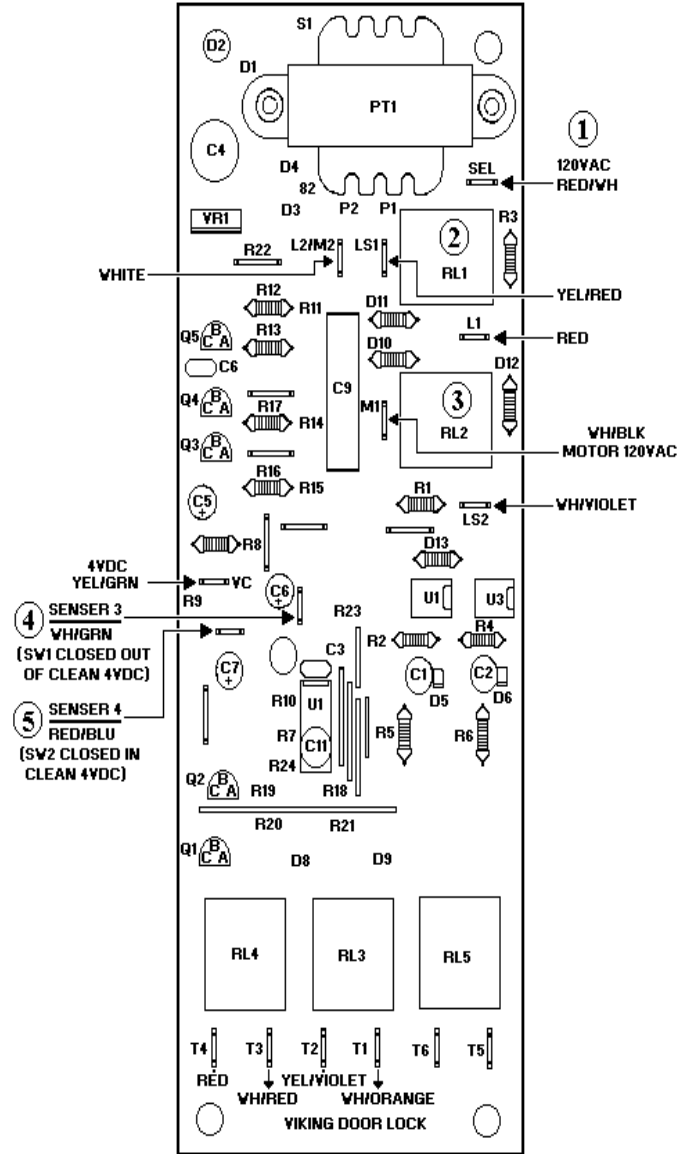 S1
D2
D1
PT1
1
C4
120VAC
SEL
D4
RED/WH
82
D3
P2
P1
VR1
R3
2
L2/M2
LS1
R22
WHITE
RL1
R12
YEL/RED
R11
D11
Q5
B
C A
R13
L1
RED
D10
C6
D12
C9
3
Q4
B
C A
R17
M1
R14
RL2
WH/BLK
Q3
B
C A
MOTOR 120VAC
R16
R15
R1
C5
+
WH/VIOLET
LS2
R8
D13
4VDC
YEL/GRN
VC
R9
C6
+
U1
U3
4
SENSER 3
R23
WH/GRN
R2
R4
(SW1 CLOSED OUT
OF CLEAN 4VDC)
C3
C7
+
C1
C2
D5
D6
5
SENSER 4
R10
U1
RED/BLU
R7
C11
R5
R6
(SW2 CLOSED IN
CLEAN 4VDC)
R24
Q2
B
C A
R19
R18
R20
R21
Q1
B
C A
D8
D9
RL4
RL3
RL5
T4
T3
T2
T1
T6
T5
RED
YEL/VIOLET
WH/RED
WH/ORANGE
VIKING DOOR LOCK